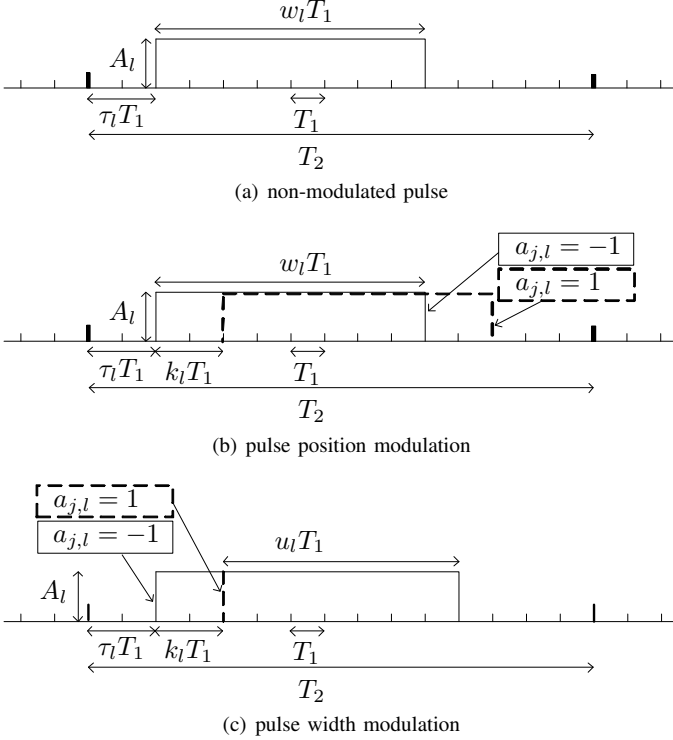 w_l T_1
A_l
τ_l T_1
T_1
T_2
(a) non-modulated pulse
a_{j,l} = −1
w_l T_1
a_{j,l} = 1
A_l
τ_l T_1 k_l T_1 T_1
T_2
(b) pulse position modulation
a_{j,l} = 1
a_{j,l} = −1
u_l T_1
A_l
τ_l T_1 k_l T_1 T_1
T_2
(c) pulse width modulation